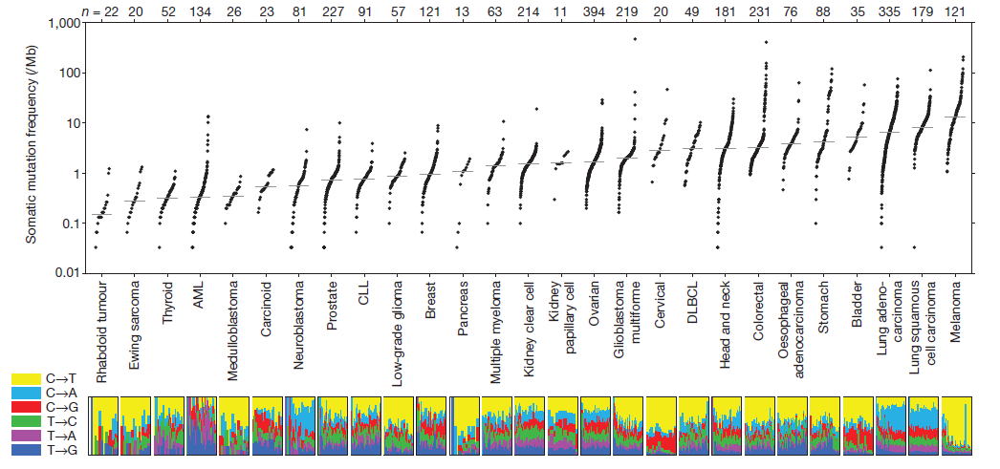 n = 22 20 52 134 26 23 81 227 91 57 121 13 63 214 11 394 219 20 49 181 231 76 88 35 335 179 121
Somatic mutation frequency (/Mb)
1,000
100
10
1
0.1
0.01
Rhabdoid tumour
Ewing sarcoma
Thyroid
AML
Medulloblastoma
Carcinoid
Neuroblastoma
Prostate
CLL
Low-grade glioma
Breast
Pancreas
Multiple myeloma
Kidney clear cell
Kidney
papillary cell
Ovarian
Glioblastoma
multiforme
Cervical
DLBCL
Head and neck
Colorectal
Oesophageal
adenocarcinoma
Stomach
Bladder
Lung adeno-
carcinoma
Lung squamous
cell carcinoma
Melanoma
C→T
C→A
C→G
T→C
T→A
T→G